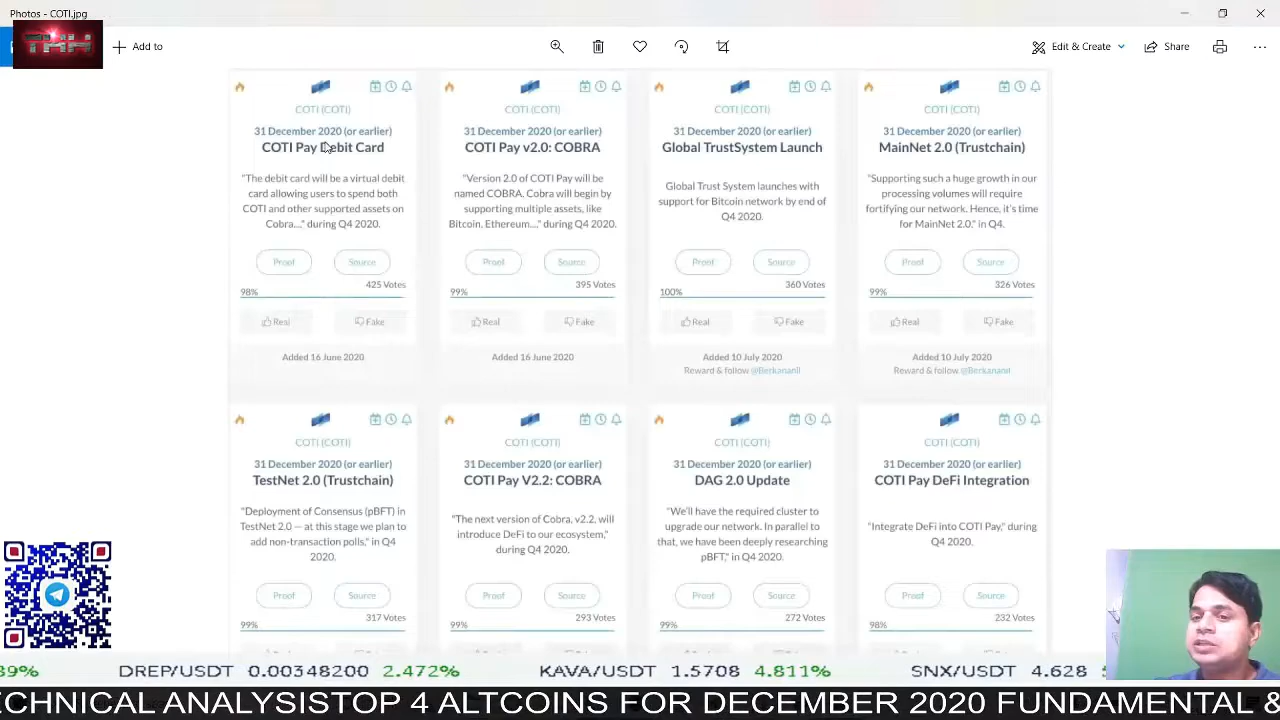 Photos - COTI.jpg
THH
Add to
Edit & Create
Share
COTI (COTI)
31 December 2020 (or earlier)
COTI Pay Debit Card
"The debit card will be a virtual debit
card allowing users to spend both
COTI and other supported assets on
Cobra...," during Q4 2020.
Proof
Source
425 Votes
98%
Real
Fake
Added 16 June 2020
COTI (COTI)
31 December 2020 (or earlier)
COTI Pay v2.0: COBRA
"Version 2.0 of COTI Pay will be
named COBRA. Cobra will begin by
supporting multiple assets, like
Bitcoin, Ethereum...." during Q4 2020.
Proof
Source
395 Votes
99%
Real
Fake
Added 16 June 2020
COTI (COTI)
31 December 2020 (or earlier)
Global TrustSystem Launch
Global Trust System launches with
support for Bitcoin network by end of
Q4 2020.
Proof
Source
360 Votes
100%
Real
Fake
Added 10 July 2020
Reward & follow @Berkananil
COTI (COTI)
31 December 2020 (or earlier)
MainNet 2.0 (Trustchain)
"Supporting such a huge growth in our
processing volumes will require
fortifying our network. Hence, it's time
for MainNet 2.0," in Q4.
Proof
Source
326 Votes
99%
Real
Fake
Added 10 July 2020
Reward & follow @Berkananil
COTI (COTI)
31 December 2020 (or earlier)
TestNet 2.0 (Trustchain)
"Deployment of Consensus (pBFT) in
TestNet 2.0 — at this stage we plan to
add non-transaction polls," in Q4
2020.
Proof
Source
317 Votes
99%
COTI (COTI)
31 December 2020 (or earlier)
COTI Pay V2.2: COBRA
"The next version of Cobra, v2.2, will
introduce DeFi to our ecosystem,"
during Q4 2020.
Proof
Source
293 Votes
99%
COTI (COTI)
31 December 2020 (or earlier)
DAG 2.0 Update
"We'll have the required cluster to
upgrade our network. In parallel to
that, we have been deeply researching
pBFT," in Q4 2020.
Proof
Source
272 Votes
99%
COTI (COTI)
31 December 2020 (or earlier)
COTI Pay DeFi Integration
"Integrate DeFi into COTI Pay," during
Q4 2020.
Proof
Source
232 Votes
98%
39% DREP/USDT 0.00348200 2.472% KAVA/USDT 1.5708 4.811% SNX/USDT 4.628
ECHNICAL ANALYSISTOP 4 ALTCOINS FOR DECEMBER 2020 FUNDAMENTAL &